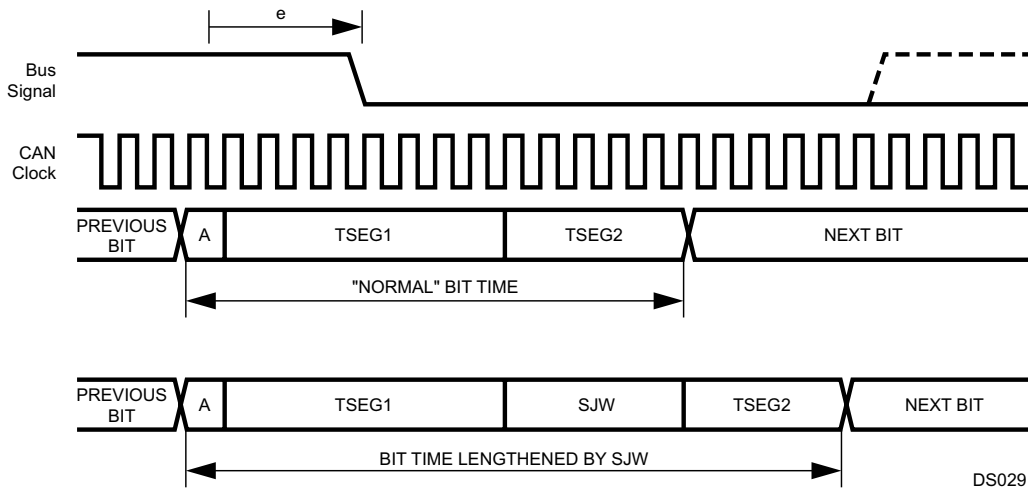 e
Bus
Signal
CAN
Clock
PREVIOUS
BIT
A
TSEG1
TSEG2
NEXT BIT
"NORMAL" BIT TIME
PREVIOUS
BIT
A
TSEG1
SJW
TSEG2
NEXT BIT
BIT TIME LENGTHENED BY SJW
DS029